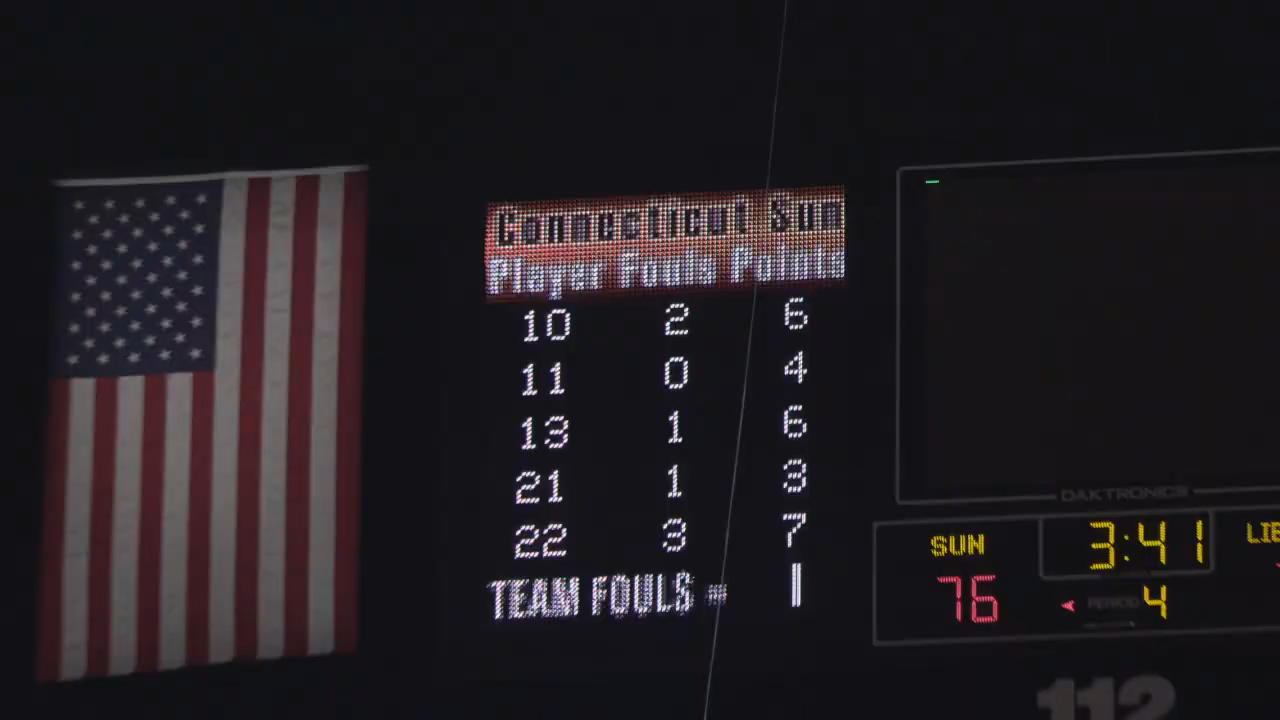 Connecticut Sun
Player Fouls Points
10 2 6
11 0 4
13 1 6
21 1 3
22 3 7
TEAM FOULS = 1
DAKTRONICS
SUN 3:41 LIE
76 PERIOD 4
112